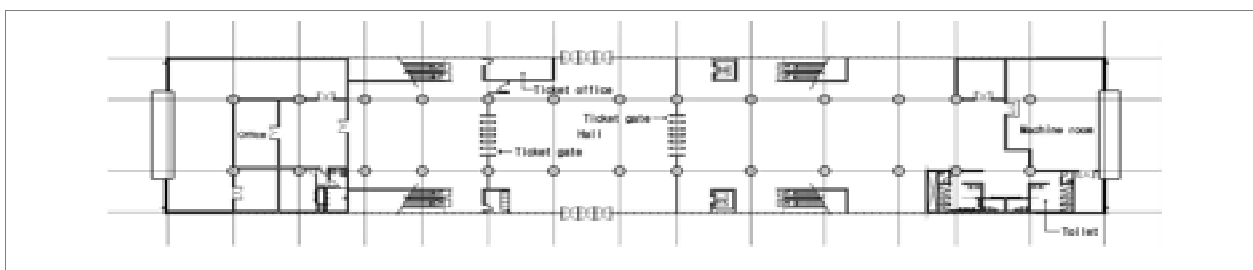 Ticket office
Ticket gate
Hall
Office
Machine room
Ticket gate
Toilet